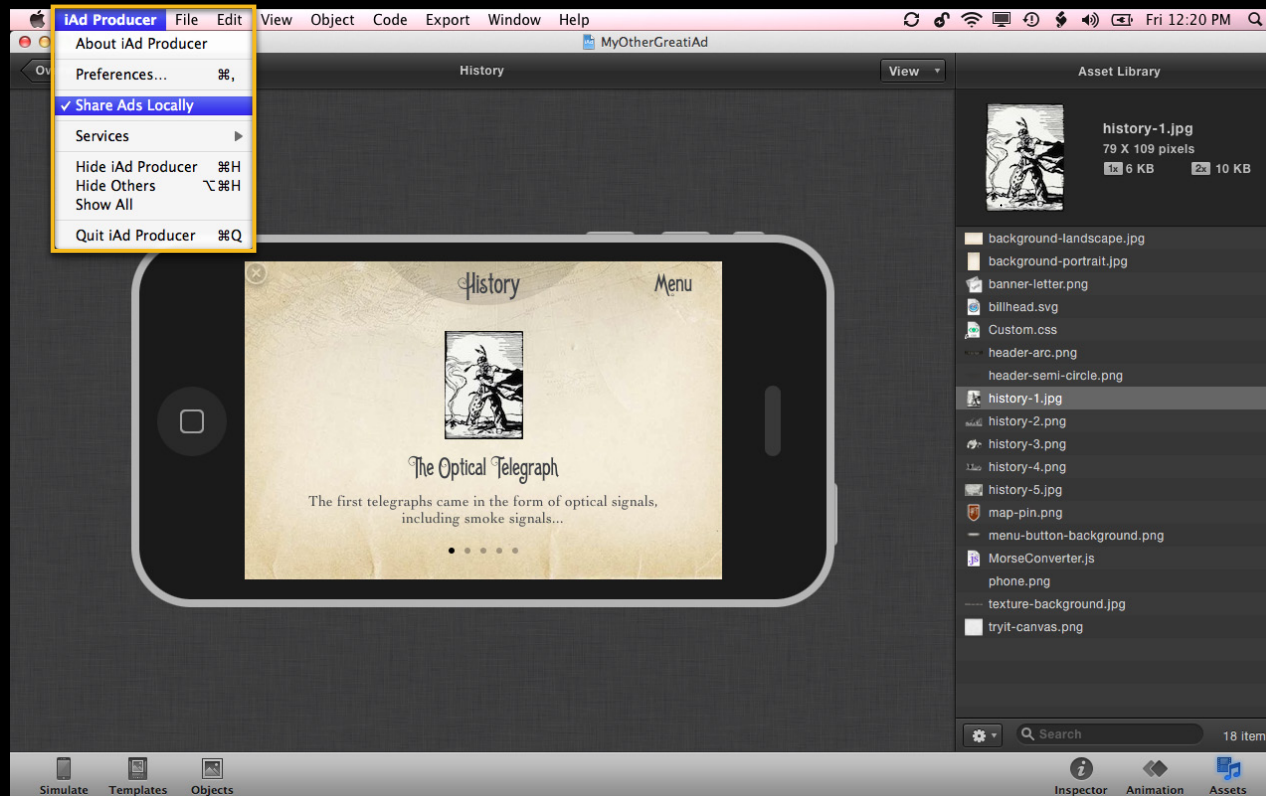 iAd Producer File Edit View Object Code Export Window Help Fri 12:20 PM
MyOtherGreatiAd
About iAd Producer
Preferences... ⌘,
✓ Share Ads Locally
Services
Hide iAd Producer ⌘H
Hide Others ⌥⌘H
Show All
Quit iAd Producer ⌘Q
History
View
History
Menu
The Optical Telegraph
The first telegraphs came in the form of optical signals,
including smoke signals...
Asset Library
history-1.jpg
79 X 109 pixels
1x 6 KB 2x 10 KB
background-landscape.jpg
background-portrait.jpg
banner-letter.png
billhead.svg
Custom.css
header-arc.png
header-semi-circle.png
history-1.jpg
history-2.png
history-3.png
history-4.png
history-5.jpg
map-pin.png
menu-button-background.png
MorseConverter.js
phone.png
texture-background.jpg
tryit-canvas.png
Search 18 item
Simulate Templates Objects Inspector Animation Assets